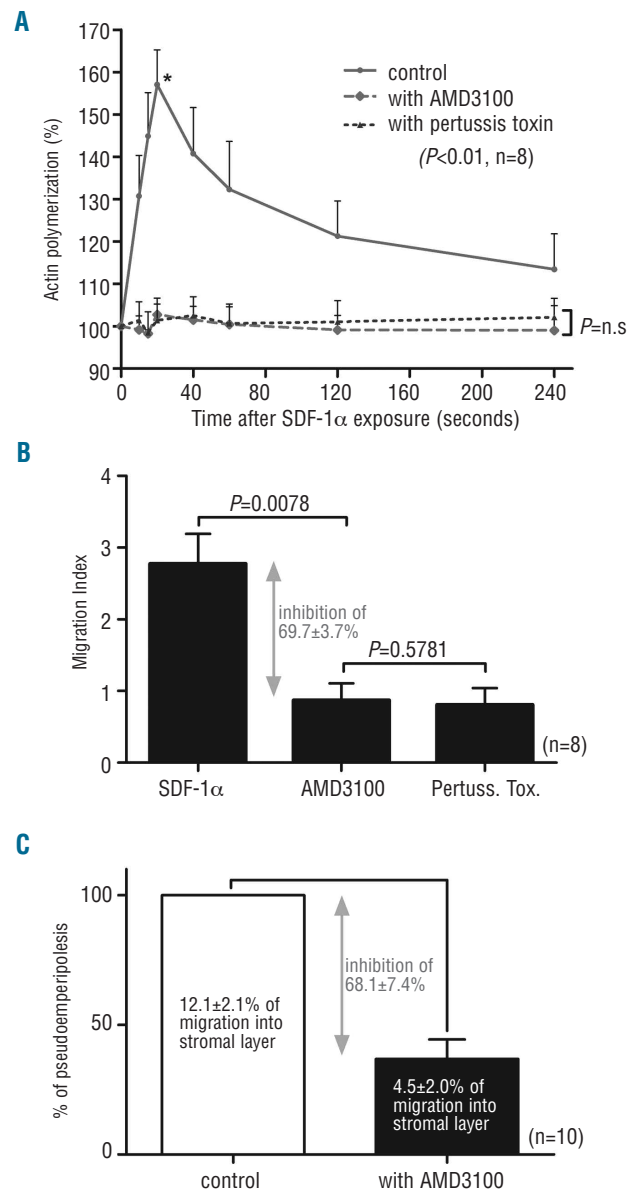 A
170
160
150
140
130
120
110
100
90
Actin polymerization (%)
*
control
with AMD3100
with pertussis toxin
(P<0.01, n=8)
P=n.s
0 40 80 120 160 200 240
Time after SDF-1α exposure (seconds)
B
4
3
2
1
0
Migration Index
P=0.0078
inhibition of
69.7±3.7%
P=0.5781
(n=8)
SDF-1α AMD3100 Pertuss. Tox.
C
100
50
0
% of pseudoemperipolesis
12.1±2.1% of
migration into
stromal layer
inhibition of
68.1±7.4%
4.5±2.0% of
migration into
stromal layer
(n=10)
control with AMD3100